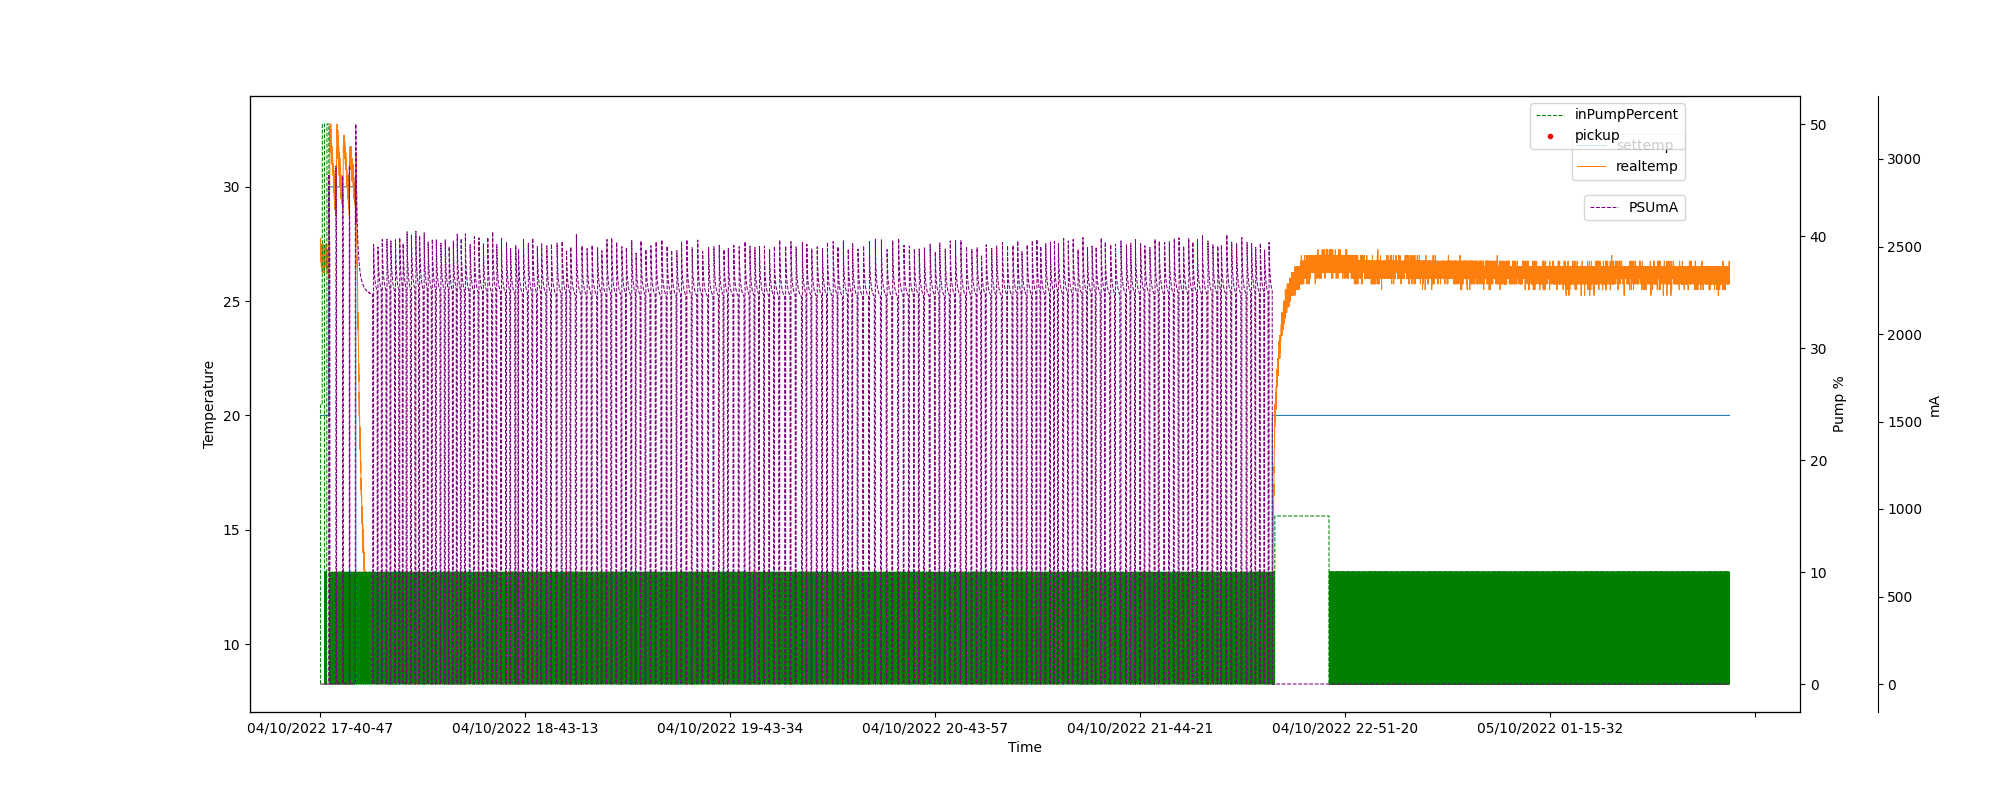 inPumpPercent
pickup
settemp
realtemp
PSUmA
30
25
20
15
10
Temperature
50
40
30
20
10
0
Pump %
3000
2500
2000
1500
1000
500
0
mA
04/10/2022 17-40-47
04/10/2022 18-43-13
04/10/2022 19-43-34
04/10/2022 20-43-57
04/10/2022 21-44-21
04/10/2022 22-51-20
05/10/2022 01-15-32
Time